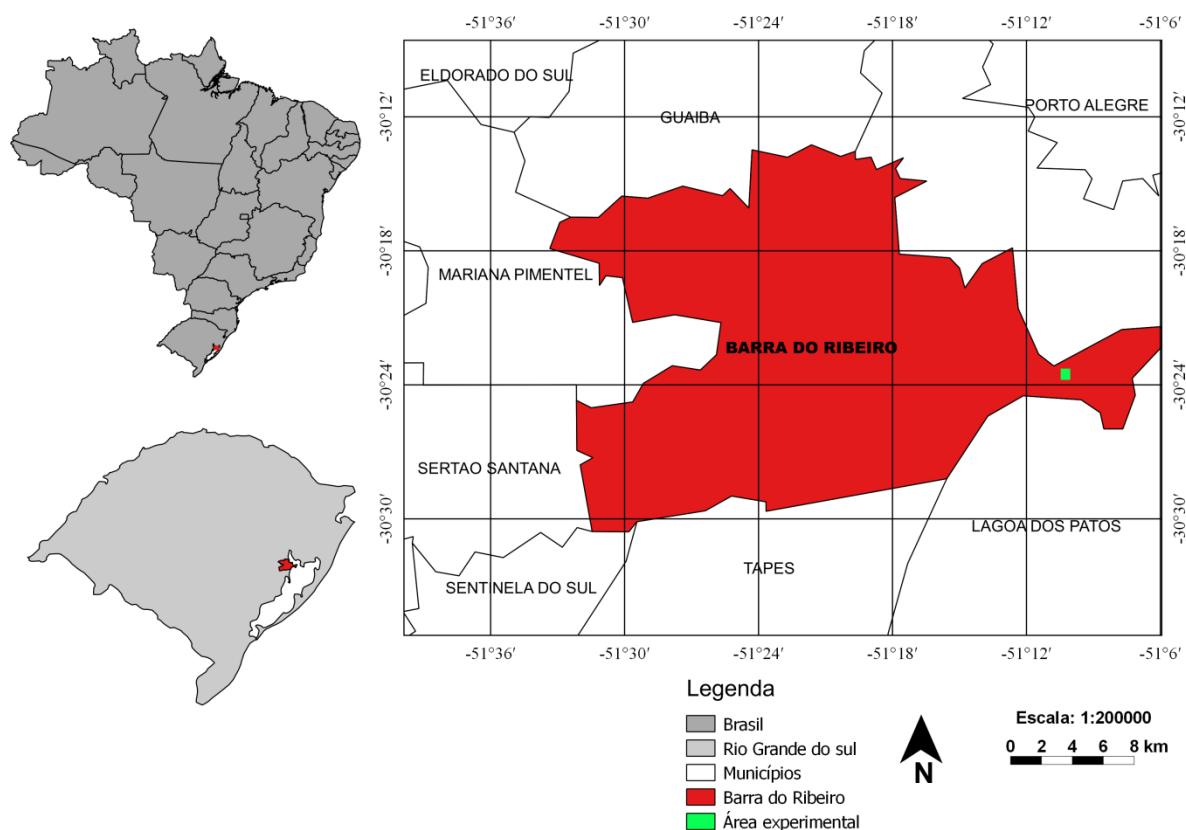 -51°36′ -51°30′ -51°24′ -51°18′ -51°12′ -51°6′
ELDORADO DO SUL
GUAIBA
PORTO ALEGRE
-30°12′ -30°12′
-30°18′ -30°18′
MARIANA PIMENTEL
BARRA DO RIBEIRO
-30°24′ -30°24′
SERTAO SANTANA
-30°30′ -30°30′
LAGOA DOS PATOS
TAPES
SENTINELA DO SUL
-51°36′ -51°30′ -51°24′ -51°18′ -51°12′ -51°6′
Legenda
Brasil
Rio Grande do sul
Municípios
Barra do Ribeiro
Área experimental
N
Escala: 1:200000
0 2 4 6 8 km